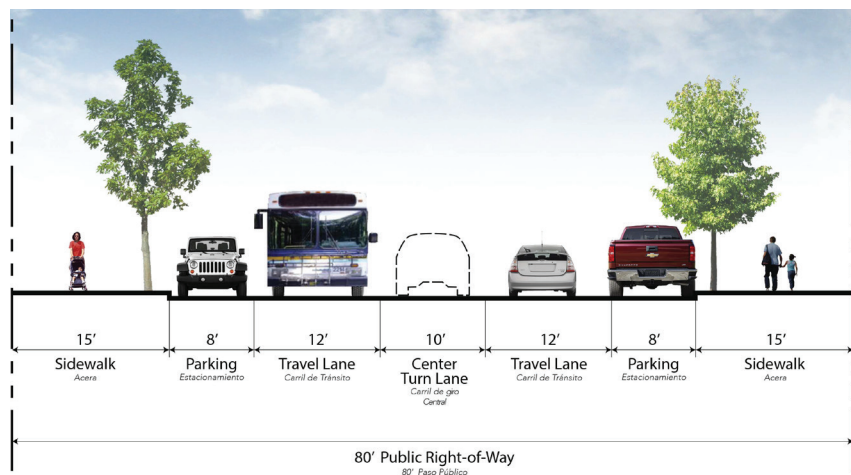 15’
8’
12’
10’
12’
8’
15’
Sidewalk
Acera
Parking
Estacionamiento
Travel Lane
Carril de Tránsito
Center
Turn Lane
Carril de giro
Central
Travel Lane
Carril de Tránsito
Parking
Estacionamiento
Sidewalk
Acera
80’ Public Right-of-Way
80’ Paso Público